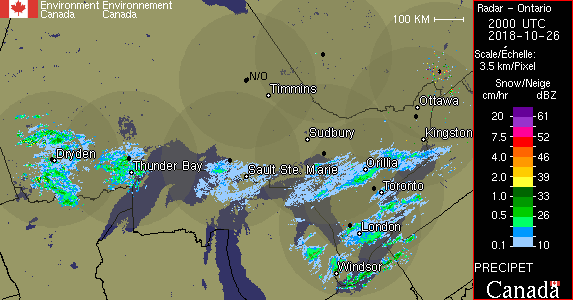 Environment Environnement
Canada Canada
Radar - Ontario
2000 UTC
2018-10-26
100 KM
Scale/Échelle:
3.5 km/Pixel
Snow/Neige
cm/hr dBZ
20 61
7.5 52
4.0 46
2.0 39
1.0 33
0.5 26
0.1 10
PRECIPET
Canada
N/O
Timmins
Ottawa
Sudbury
Kingston
Dryden
Thunder Bay
Sault Ste. Marie
Orillia
Toronto
London
Windsor